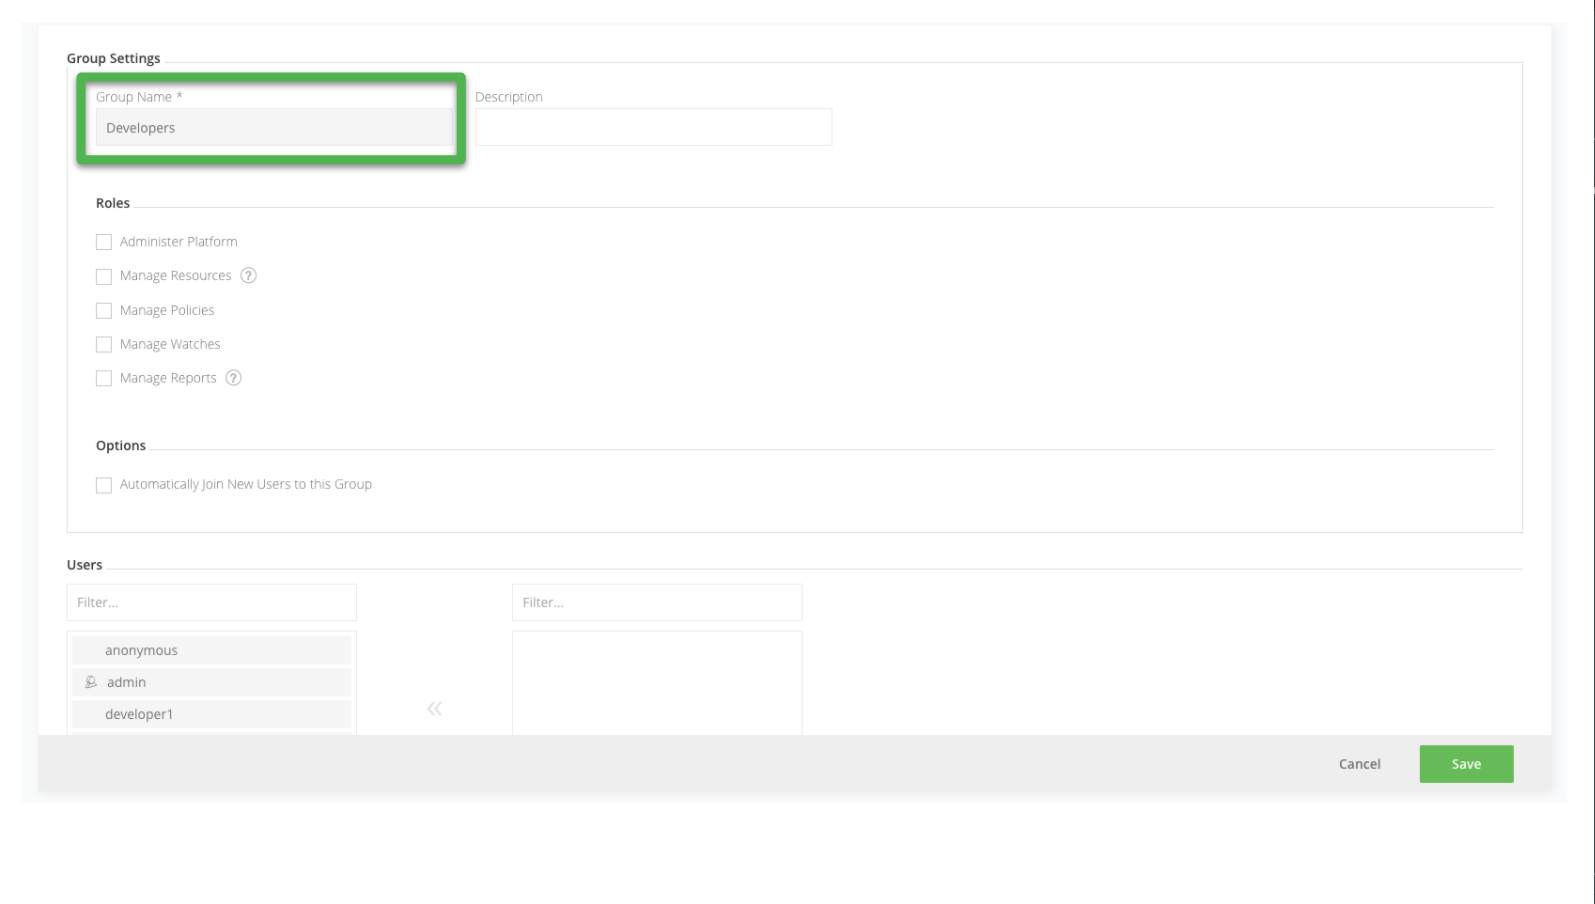 Group Settings
Group Name *
Description
Developers
Roles
Administer Platform
Manage Resources ?
Manage Policies
Manage Watches
Manage Reports ?
Options
Automatically Join New Users to this Group
Users
Filter...
Filter...
anonymous
admin
developer1
Cancel
Save